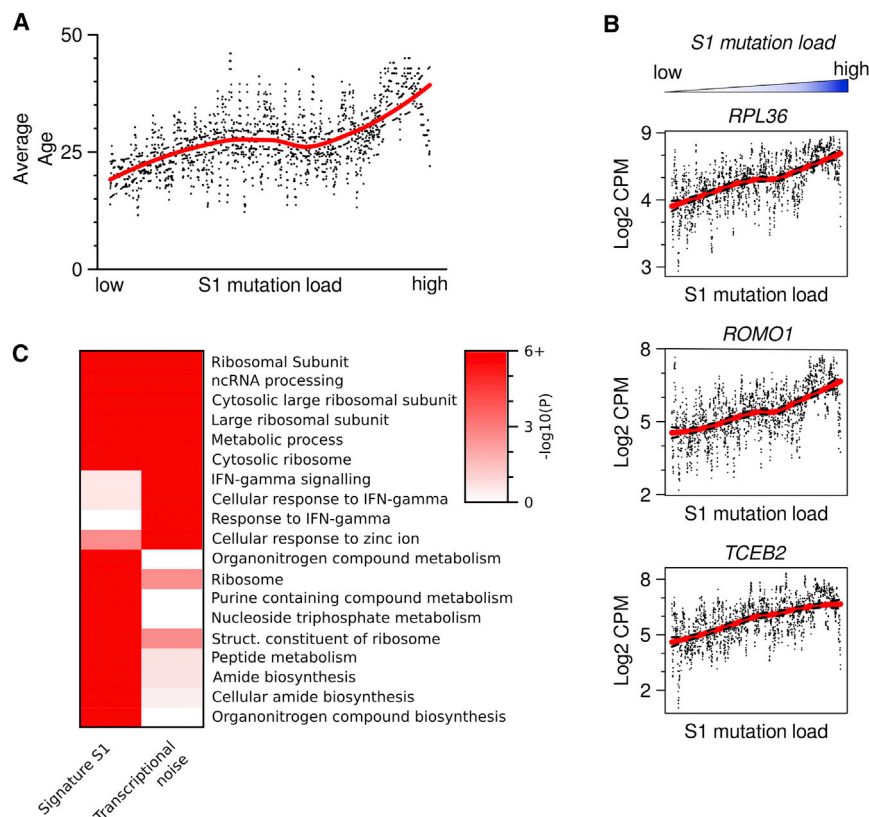 A
50
25
0
Average
Age
low
S1 mutation load
high
B
S1 mutation load
low
high
RPL36
9
4
3
Log2 CPM
S1 mutation load
ROMO1
8
5
2
Log2 CPM
S1 mutation load
TCEB2
8
5
2
Log2 CPM
S1 mutation load
C
Ribosomal Subunit
ncRNA processing
Cytosolic large ribosomal subunit
Large ribosomal subunit
Metabolic process
Cytosolic ribosome
IFN-gamma signalling
Cellular response to IFN-gamma
Response to IFN-gamma
Cellular response to zinc ion
Organonitrogen compound metabolism
Ribosome
Purine containing compound metabolism
Nucleoside triphosphate metabolism
Struct. constituent of ribosome
Peptide metabolism
Amide biosynthesis
Cellular amide biosynthesis
Organonitrogen compound biosynthesis
6+
3
0
-log10(P)
Signature S1
Transcriptional
noise